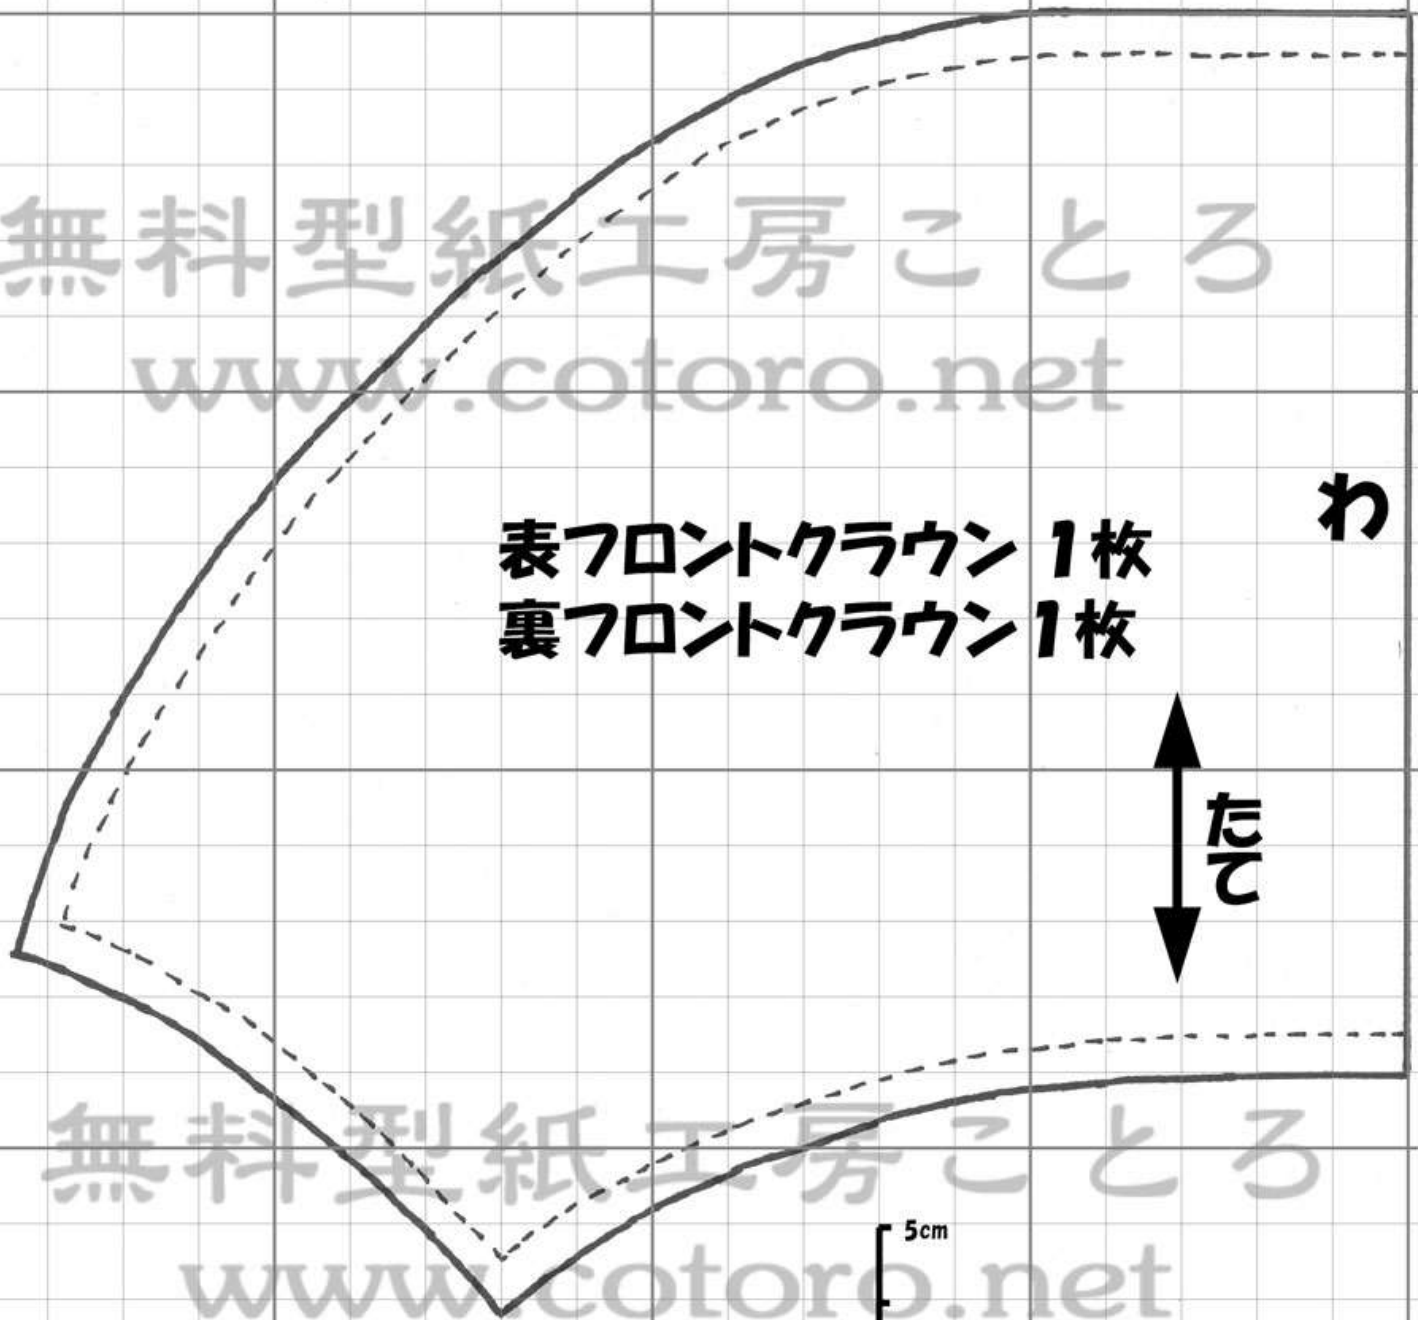 無料型紙工房ことろ
www.cotoro.net
わ
表フロントクラウン 1枚
裏フロントクラウン1枚
たて
無料型紙工房ことろ
5cm
www.cotoro.net